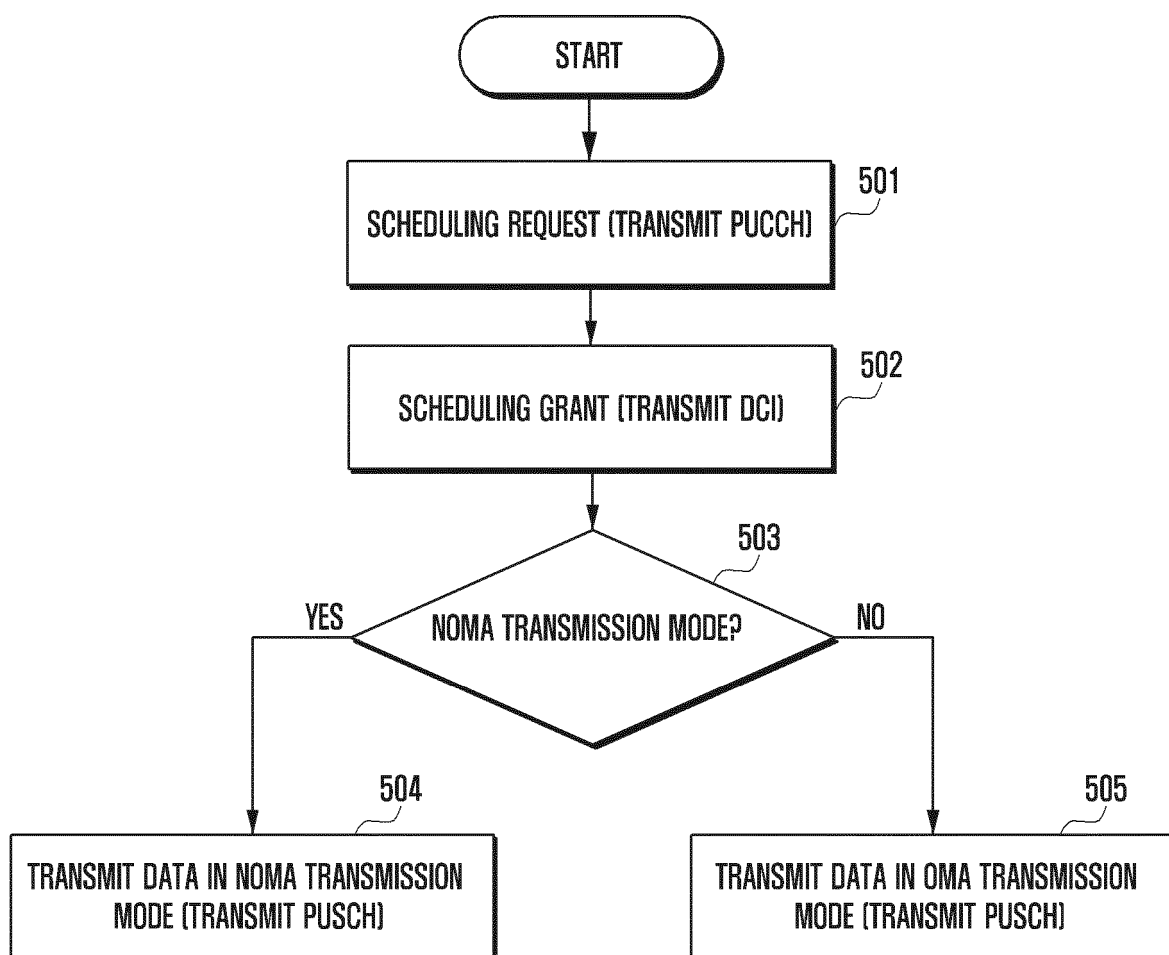 START
501
SCHEDULING REQUEST (TRANSMIT PUCCH)
502
SCHEDULING GRANT (TRANSMIT DCI)
503
YES
NOMA TRANSMISSION MODE?
NO
504
TRANSMIT DATA IN NOMA TRANSMISSION
MODE (TRANSMIT PUSCH)
505
TRANSMIT DATA IN OMA TRANSMISSION
MODE (TRANSMIT PUSCH)